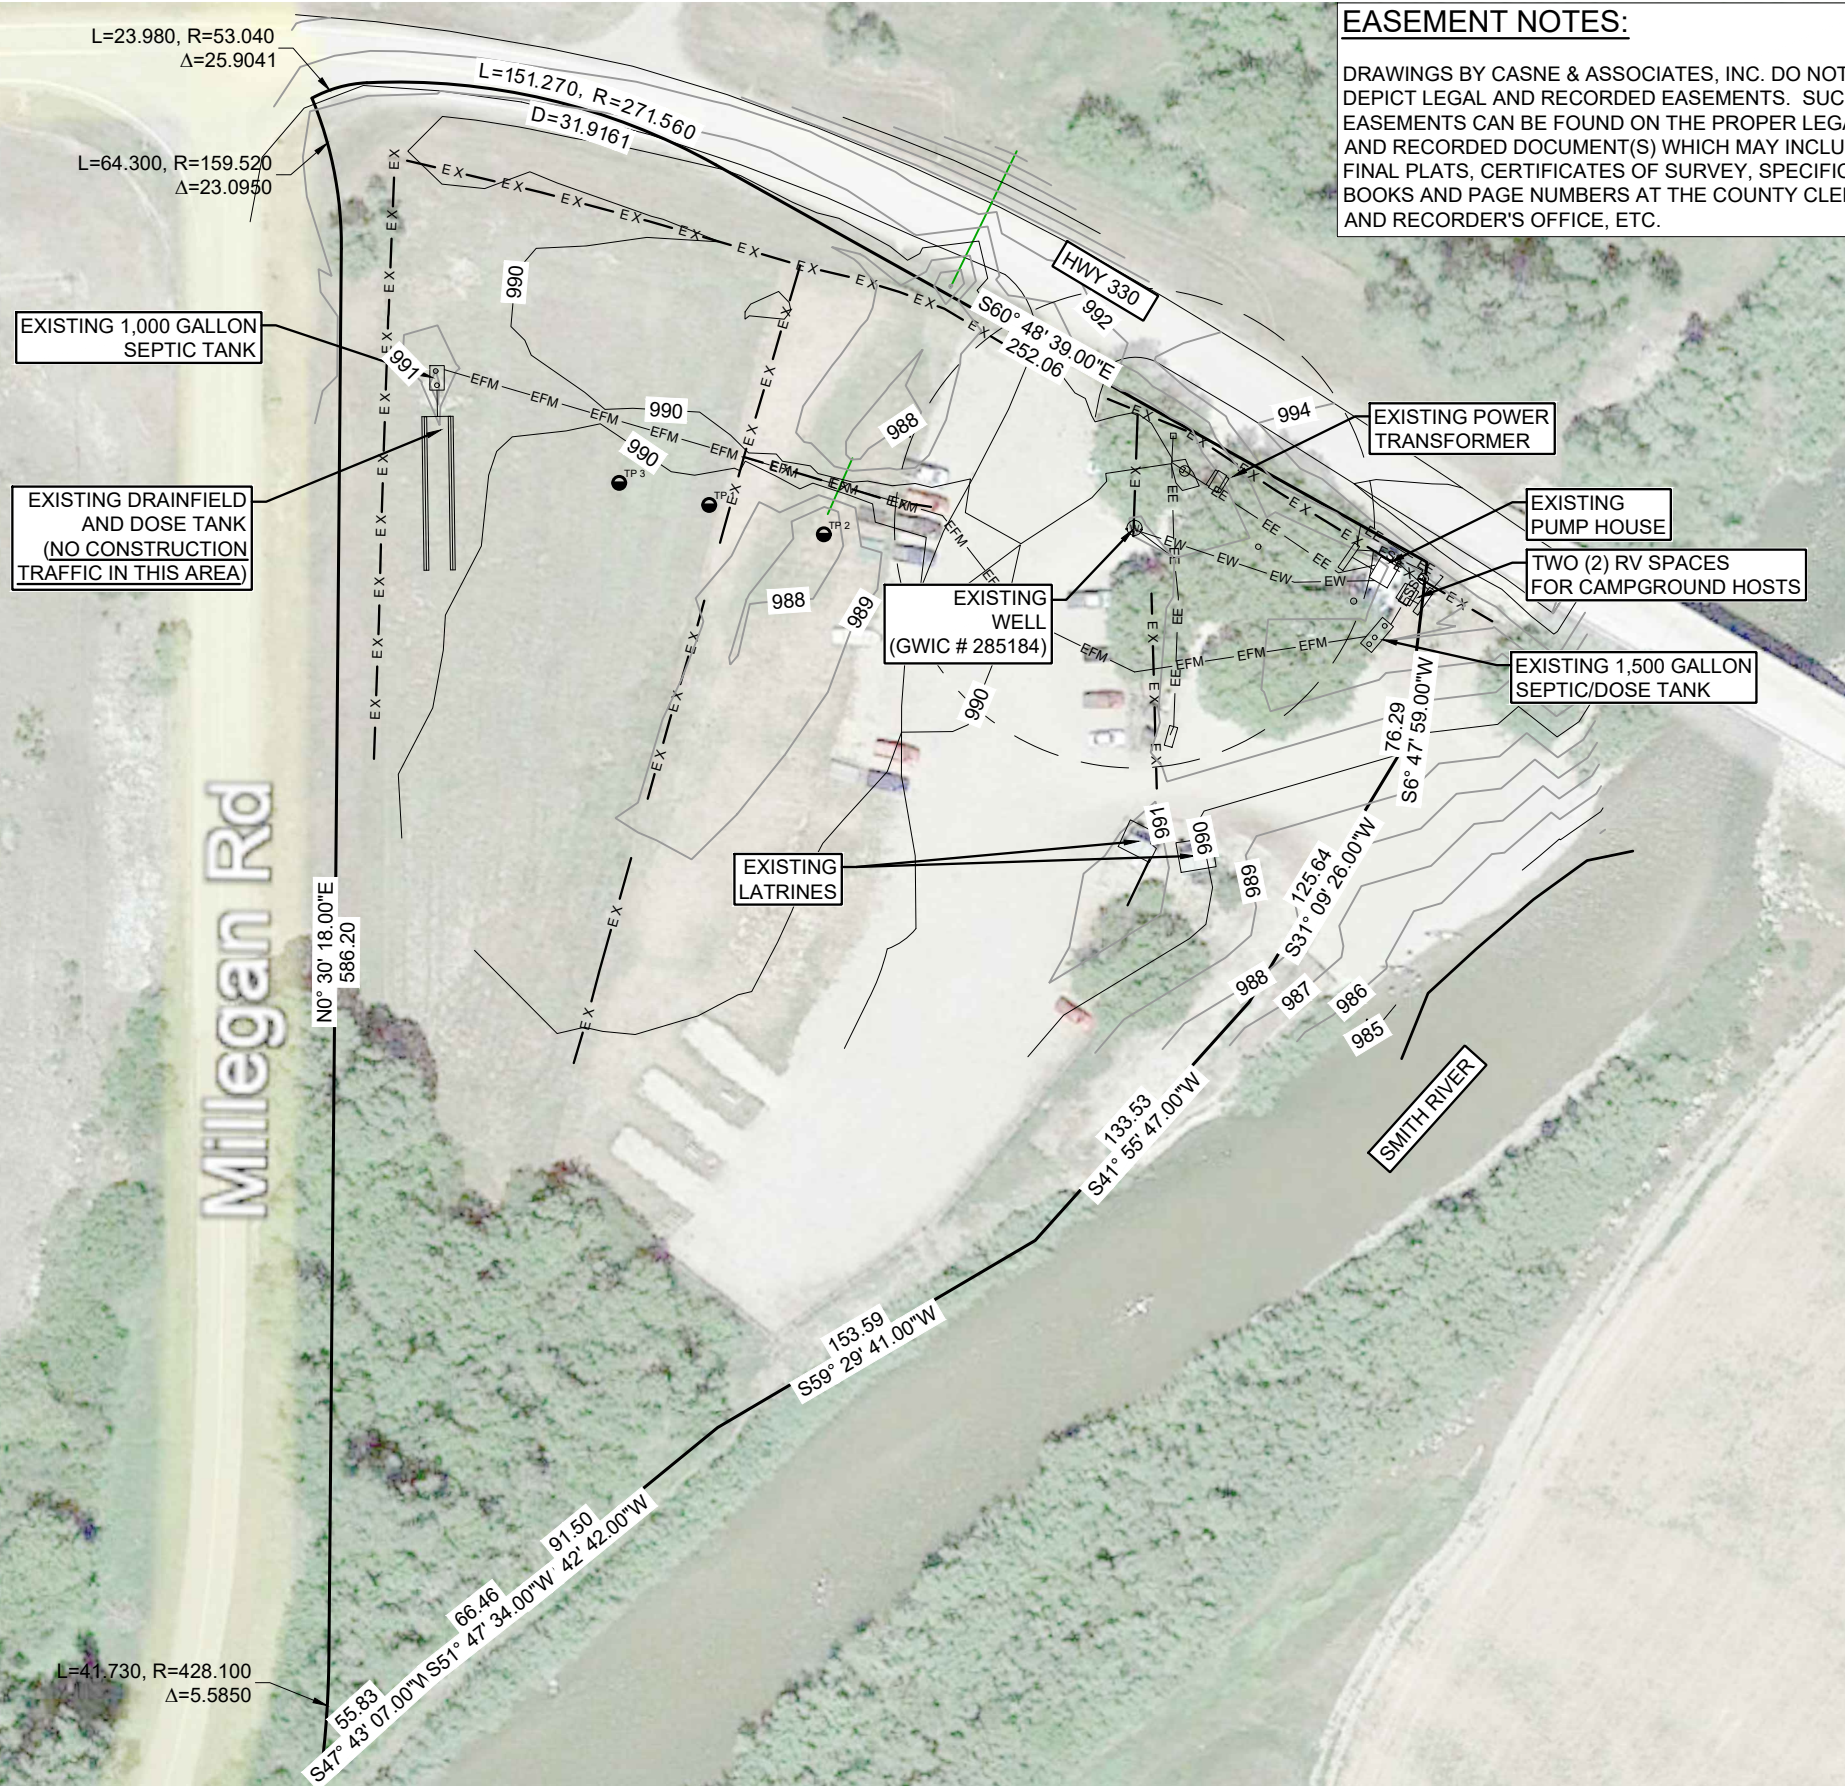 EASEMENT NOTES:
DRAWINGS BY CASNE & ASSOCIATES, INC. DO NOT
DEPICT LEGAL AND RECORDED EASEMENTS. SUC
EASEMENTS CAN BE FOUND ON THE PROPER LEGA
AND RECORDED DOCUMENT(S) WHICH MAY INCLU
FINAL PLATS, CERTIFICATES OF SURVEY, SPECIFIC
BOOKS AND PAGE NUMBERS AT THE COUNTY CLE
AND RECORDER'S OFFICE, ETC.
L=23.980, R=53.040
Δ=25.9041
L=151.270, R=271.560
D=31.9161
L=64.300, R=159.520
Δ=23.0950
HWY 330
S60° 48' 39.00"E
252.06
990
992
EXISTING 1,000 GALLON
SEPTIC TANK
991
990
990
988
994
EXISTING POWER
TRANSFORMER
TP 3
TP 1
TP 2
EXISTING DRAINFIELD
AND DOSE TANK
(NO CONSTRUCTION
TRAFFIC IN THIS AREA)
EXISTING
PUMP HOUSE
TWO (2) RV SPACES
FOR CAMPGROUND HOSTS
EXISTING
WELL
(GWIC # 285184)
988
989
990
EXISTING 1,500 GALLON
SEPTIC/DOSE TANK
76.29
S6° 47' 59.00"W
Millegan Rd
N0° 30' 18.00"E
586.20
EXISTING
LATRINES
991
990
989
125.64
S31° 09' 26.00"W
988
987
986
985
SMITH RIVER
133.53
S41° 55' 47.00"W
153.59
S59° 29' 41.00"W
91.50
42' 42.00"W
66.46
S51° 47' 34.00"W
55.83
S47° 43' 07.00"W
L=41.730, R=428.100
Δ=5.5850
EX
EFM
EE
EW